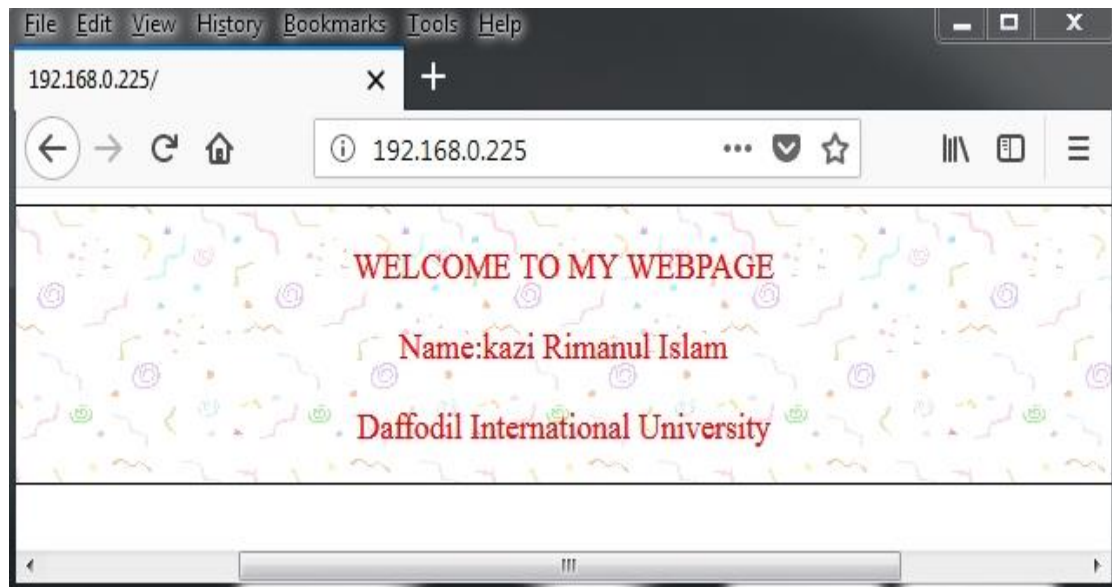 File Edit View History Bookmarks Tools Help
192.168.0.225/
192.168.0.225
WELCOME TO MY WEBPAGE
Name:kazi Rimanul Islam
Daffodil International University